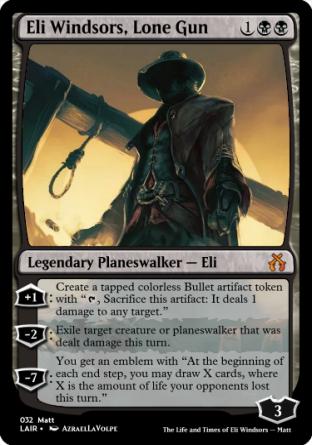 Eli Windsors, Lone Gun 1
Legendary Planeswalker — Eli
+1: Create a tapped colorless Bullet artifact token
with “, Sacrifice this artifact: It deals 1
damage to any target.”
-2: Exile target creature or planeswalker that was
dealt damage this turn.
You get an emblem with “At the beginning of
each end step, you may draw X cards, where
-7: X is the amount of life your opponents lost
this turn.”
3
032 Matt
LAIR • AzraelLaVolpe The Life and Times of Eli Windsors — Matt